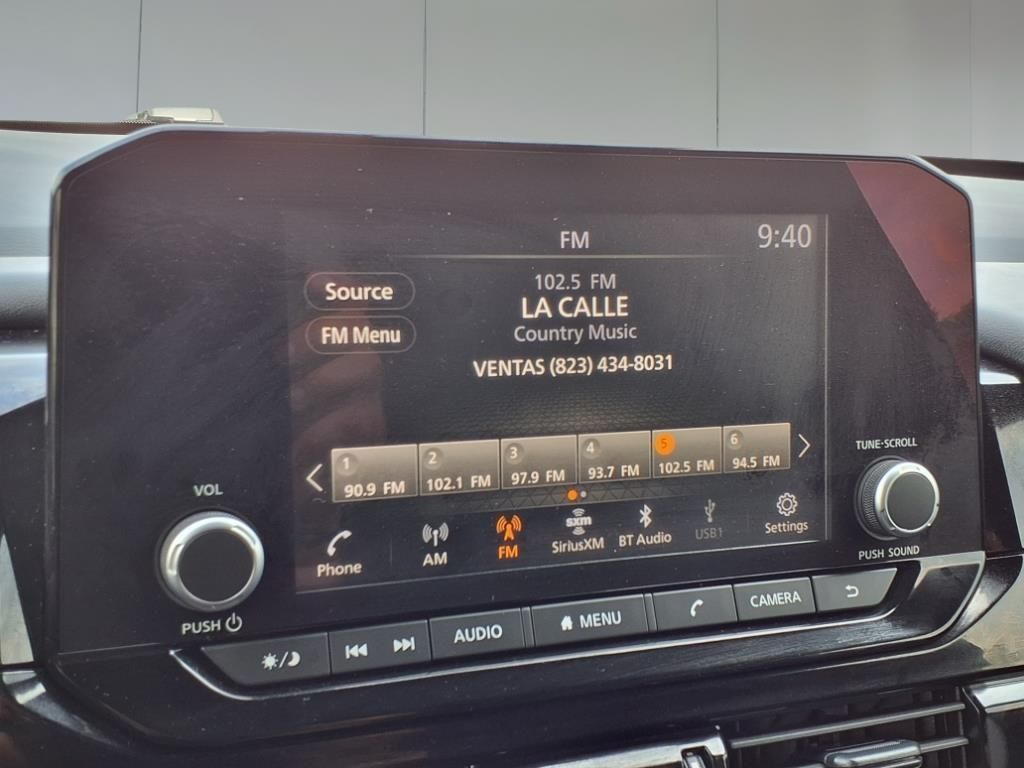 FM
9:40
Source
FM Menu
102.5 FM
LA CALLE
Country Music
VENTAS (823) 434-8031
1 90.9 FM
2 102.1 FM
3 97.9 FM
4 93.7 FM
5 102.5 FM
6 94.5 FM
Phone
AM
FM
sxm
SiriusXM
BT Audio
USB1
Settings
VOL
PUSH
TUNE·SCROLL
PUSH SOUND
AUDIO
MENU
CAMERA